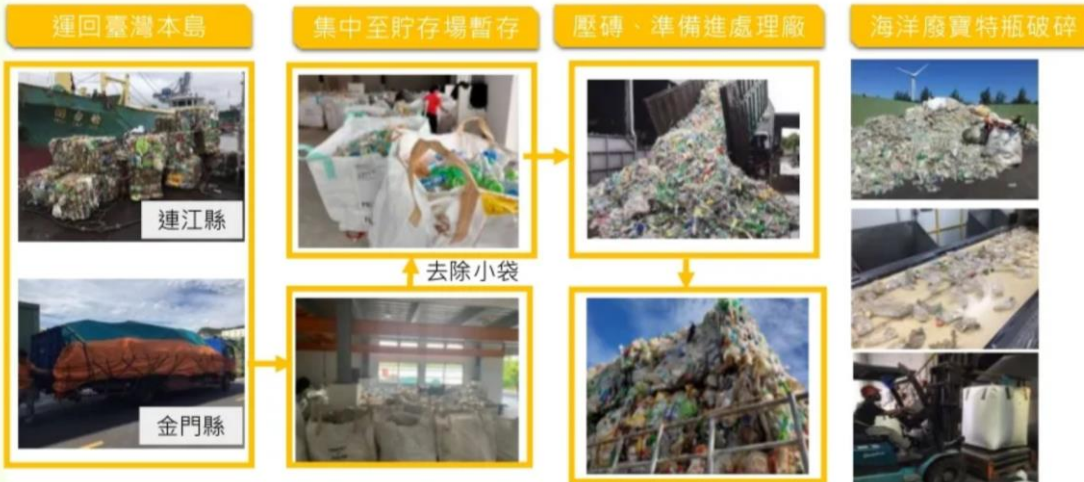 運回臺灣本島
集中至貯存場暫存
壓磚、準備進處理廠
海洋廢寶特瓶破碎
連江縣
去除小袋
金門縣